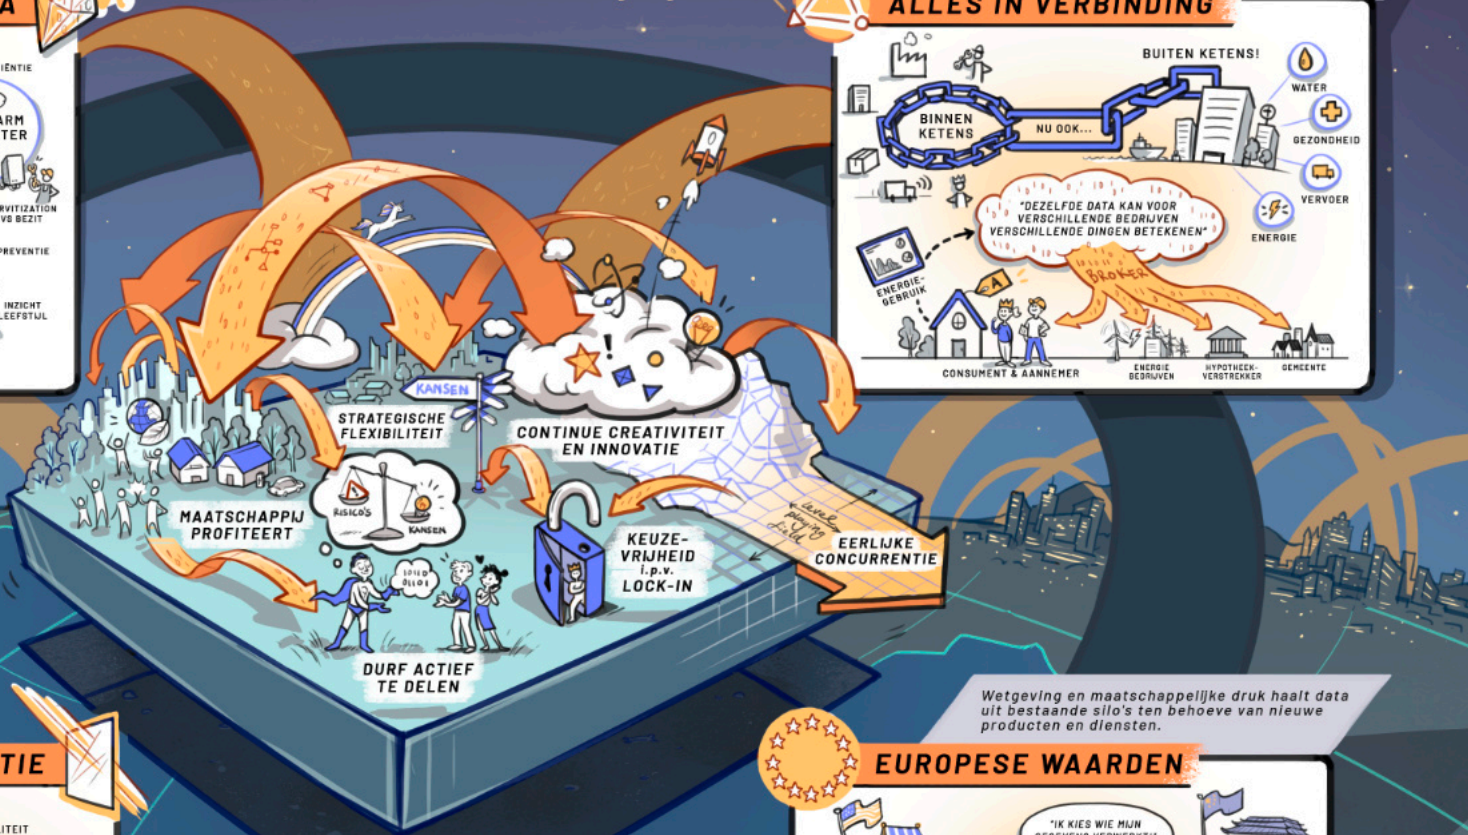 A
IËNTIE
ARM
TER
RVITIZATION
VS BEZIT
PREVENTIE
INZICHT
LEEFSTIJL
ALLES IN VERBINDING
BUITEN KETENS!
BINNEN
KETENS
NU OOK...
WATER
GEZONDHEID
VERVOER
ENERGIE
"DEZELFDE DATA KAN VOOR
VERSCHILLENDE BEDRIJVEN
VERSCHILLENDE DINGEN BETEKENEN"
BROKER
ENERGIE-
GEBRUIK
A
CONSUMENT & AANNEMER
ENERGIE
BEDRIJVEN
HYPOTHEEK-
VERSTREKKER
GEMEENTE
KANSEN
STRATEGISCHE
FLEXIBILITEIT
!
CONTINUE CREATIVITEIT
EN INNOVATIE
MAATSCHAPPIJ
PROFITEERT
!
RISICO'S
KANSEN
KEUZE-
VRIJHEID
i.p.v.
LOCK-IN
level
playing
field
EERLIJKE
CONCURRENTIE
DURF ACTIEF
TE DELEN
Wetgeving en maatschappelijke druk haalt data
uit bestaande silo's ten behoeve van nieuwe
producten en diensten.
TIE
LITEIT
EUROPESE WAARDEN
"IK KIES WIE MIJN